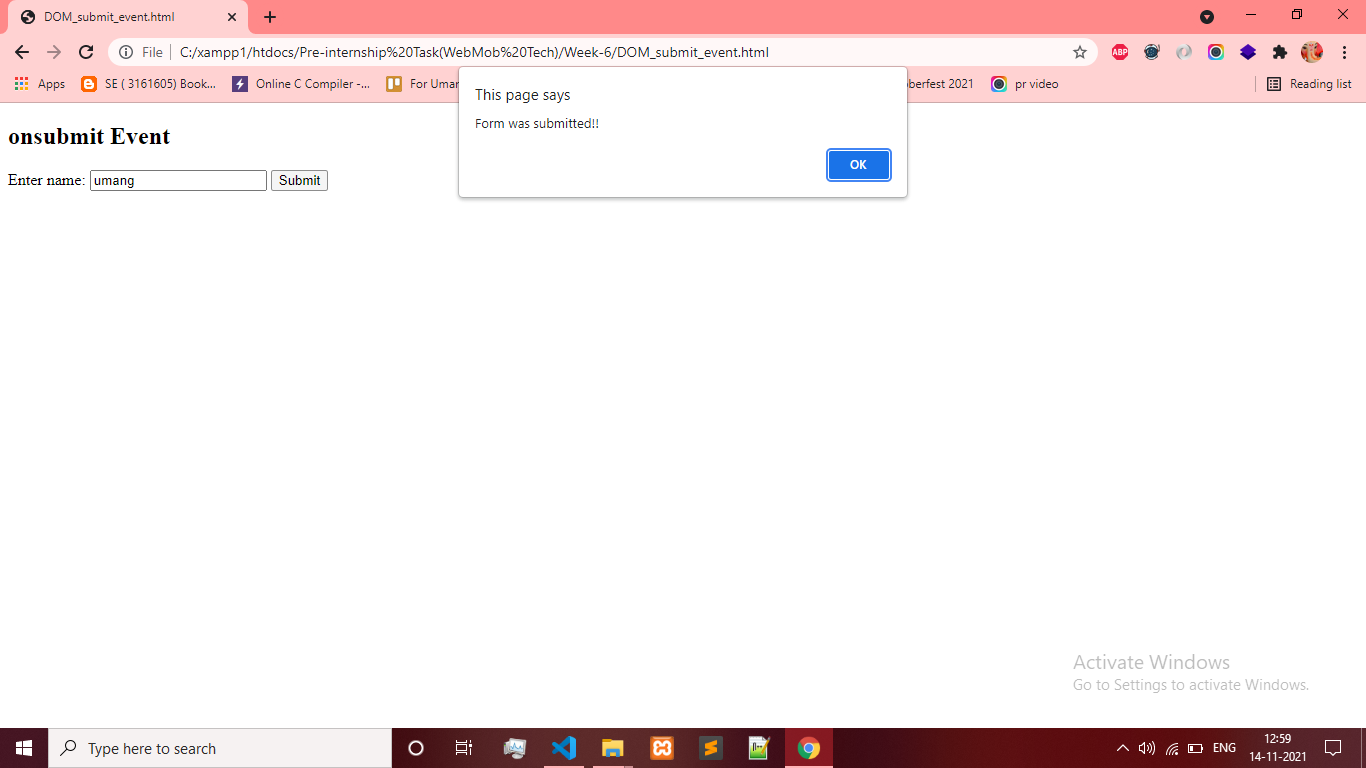 DOM_submit_event.html
File
C:/xampp1/htdocs/Pre-internship%20Task(WebMob%20Tech)/Week-6/DOM_submit_event.html
ABP
Apps
SE ( 3161605) Book...
Online C Compiler -...
For Umar
oberfest 2021
pr video
Reading list
This page says
Form was submitted!!
OK
onsubmit Event
Enter name: umang Submit
Activate Windows
Go to Settings to activate Windows.
Type here to search
ENG
12:59
14-11-2021